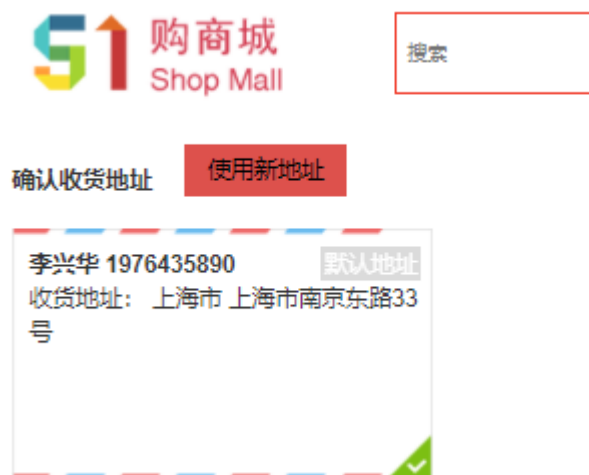 51 购商城
Shop Mall
搜索
确认收货地址 使用新地址
李兴华 1976435890 默认地址
收货地址： 上海市 上海市南京东路33
号